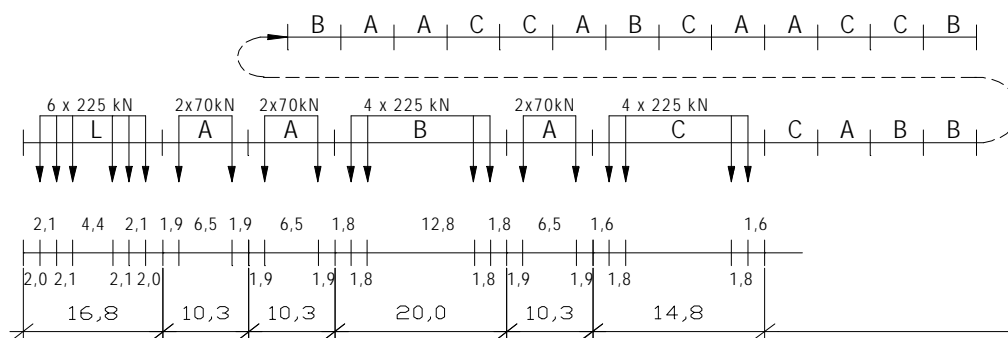 B A A C C A B C A A C C B
6 x 225 kN 2x70kN 2x70kN 4 x 225 kN 2x70kN 4 x 225 kN
L A A B A C C A B B
2,1 4,4 2,1 1,9 6,5 1,9 6,5 1,8 12,8 1,8 6,5 1,6 1,6
2,0 2,1 2,1 2,0 1,9 1,9 1,8 1,8 1,9 1,9 1,8 1,8
16,8 10,3 10,3 20,0 10,3 14,8